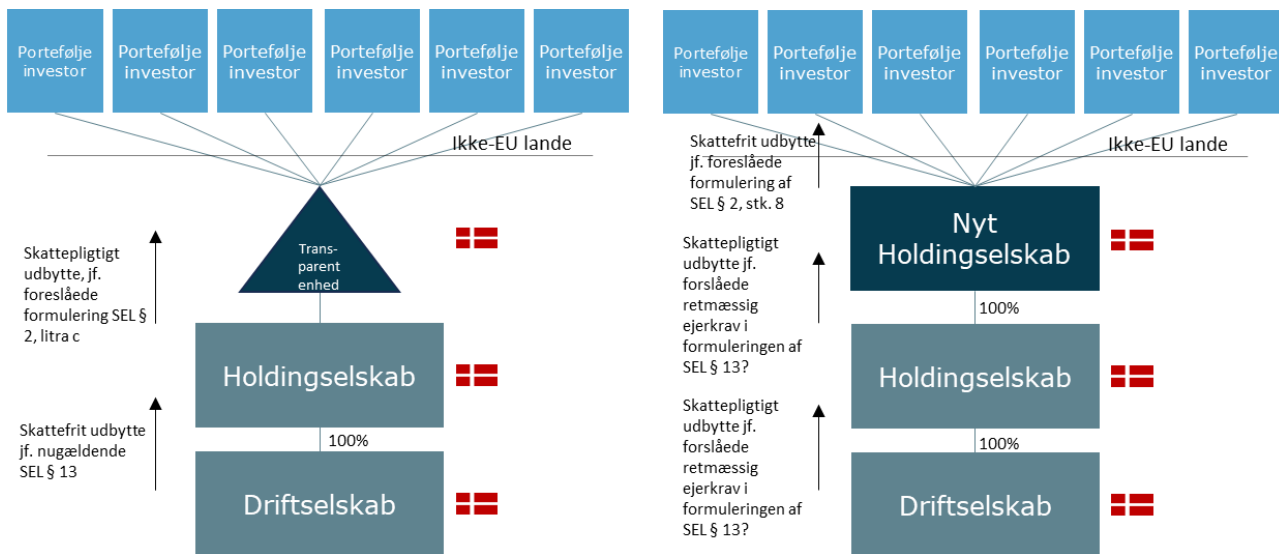 Portefølje
investor
Portefølje
investor
Portefølje
investor
Portefølje
investor
Portefølje
investor
Portefølje
investor
Ikke-EU lande
Trans-
parent
enhed
Skattepligtigt
udbytte, jf.
foreslåede
formulering SEL §
2, litra c
Holdingselskab
Skattefrit udbytte
jf. nugældende
SEL § 13
100%
Driftselskab
Portefølje
investor
Portefølje
investor
Portefølje
investor
Portefølje
investor
Portefølje
investor
Portefølje
investor
Skattefrit udbytte
jf. foreslåede
formulering af
SEL § 2, stk. 8
Ikke-EU lande
Nyt
Holdingselskab
Skattepligtigt
udbytte jf.
forslåede
retmæssig
ejerkrav i
formuleringen af
SEL § 13?
100%
Holdingselskab
Skattepligtigt
udbytte jf.
forslåede
retmæssig
ejerkrav i
formuleringen af
SEL § 13?
100%
Driftselskab